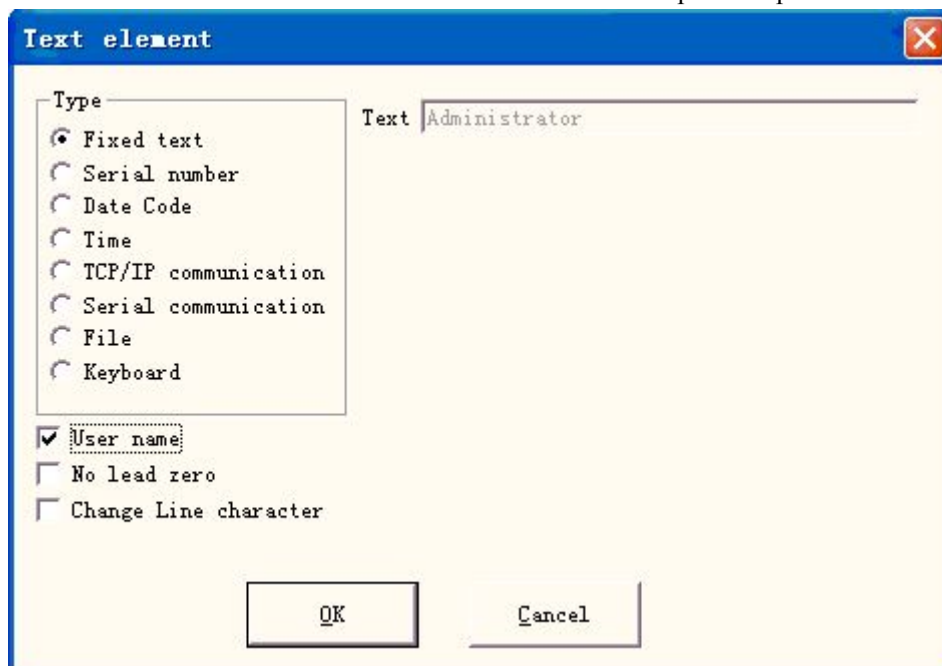 Text element
Type
Fixed text
Serial number
Date Code
Time
TCP/IP communication
Serial communication
File
Keyboard
Text Administrator
User name
No lead zero
Change Line character
OK
Cancel